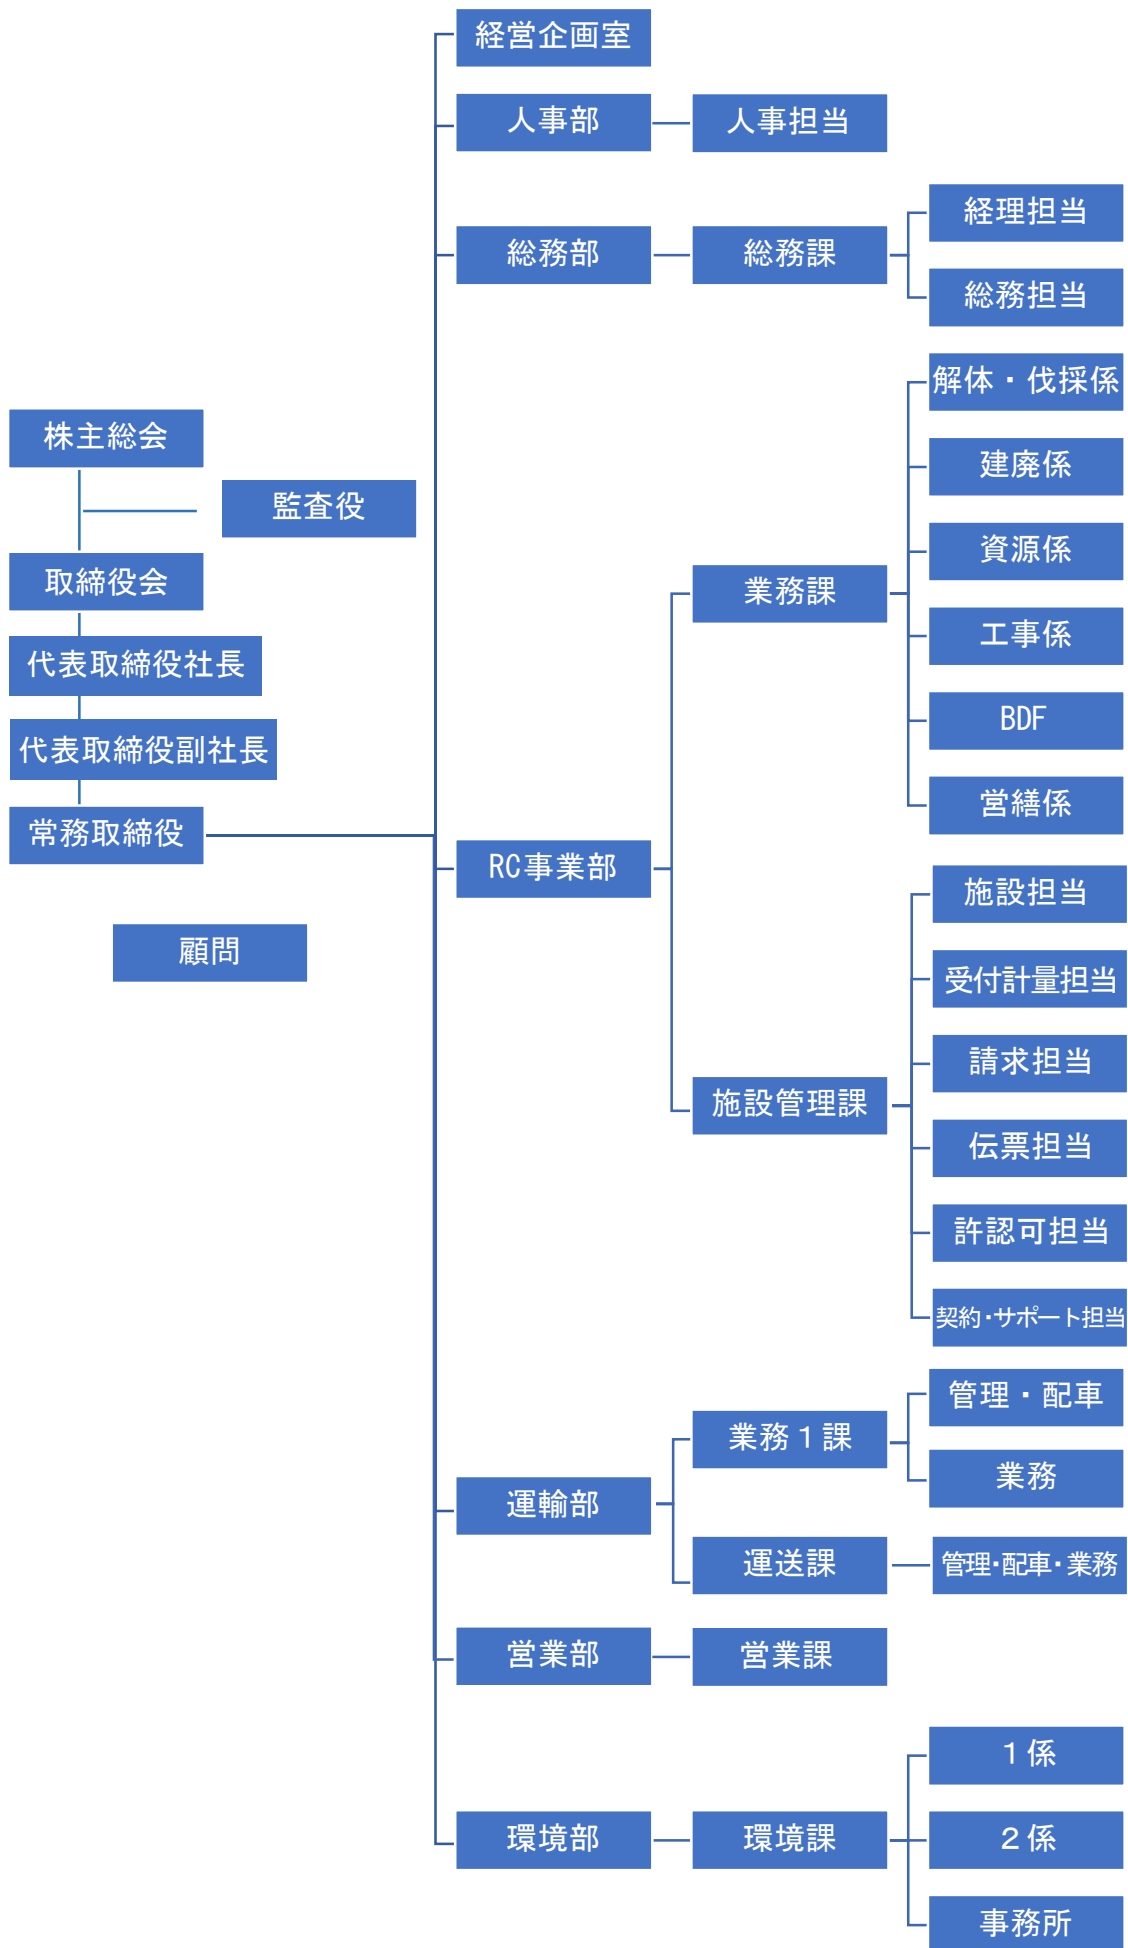 株主総会
監査役
取締役会
代表取締役社長
代表取締役副社長
常務取締役
顧問
経営企画室
人事部
人事担当
総務部
総務課
経理担当
総務担当
RC事業部
業務課
解体・伐採係
建廃係
資源係
工事係
BDF
営繕係
施設管理課
施設担当
受付計量担当
請求担当
伝票担当
許認可担当
契約・サポート担当
運輸部
業務１課
管理・配車
業務
運送課
管理・配車・業務
営業部
営業課
環境部
環境課
１係
２係
事務所